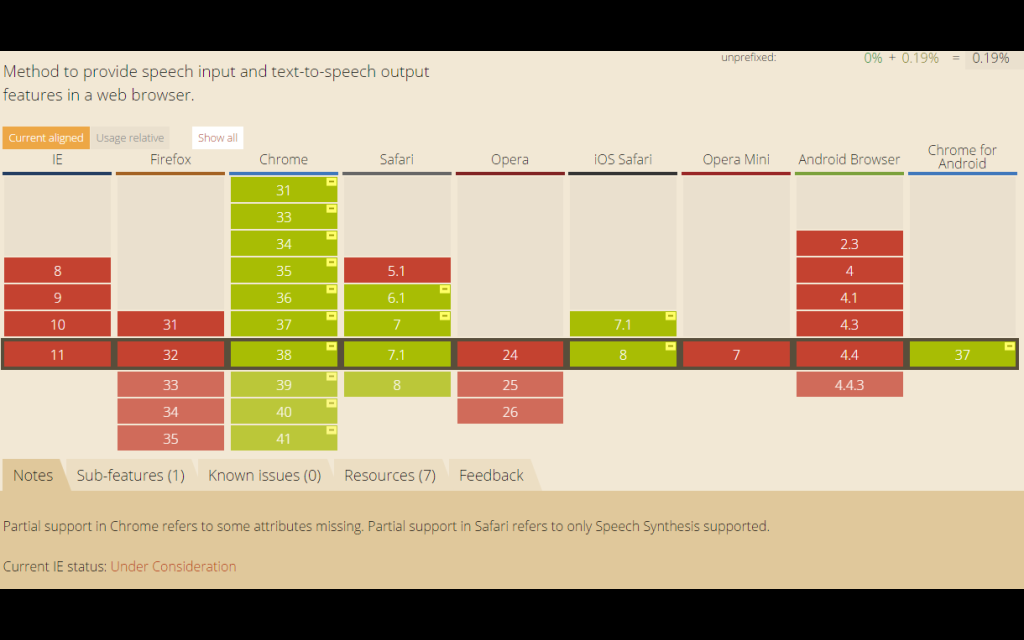 unprefixed: 0% + 0.19% = 0.19%
Method to provide speech input and text-to-speech output
features in a web browser.
Current aligned Usage relative Show all
IE Firefox Chrome Safari Opera iOS Safari Opera Mini Android Browser Chrome for
Android
31
33
34 2.3
8 35 5.1 4
9 36 6.1 4.1
10 31 37 7 7.1 4.3
11 32 38 7.1 24 8 7 4.4 37
33 39 8 25 4.4.3
34 40 26
35 41
Notes Sub-features (1) Known issues (0) Resources (7) Feedback
Partial support in Chrome refers to some attributes missing. Partial support in Safari refers to only Speech Synthesis supported.
Current IE status: Under Consideration